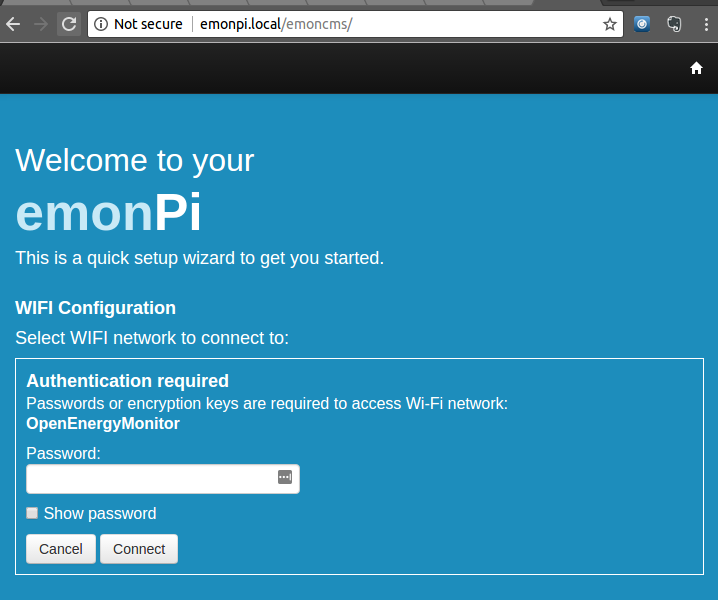 Not secure emonpi.local/emoncms/
Welcome to your
emonPi
This is a quick setup wizard to get you started.
WIFI Configuration
Select WIFI network to connect to:
Authentication required
Passwords or encryption keys are required to access Wi-Fi network:
OpenEnergyMonitor
Password:
Show password
Cancel Connect